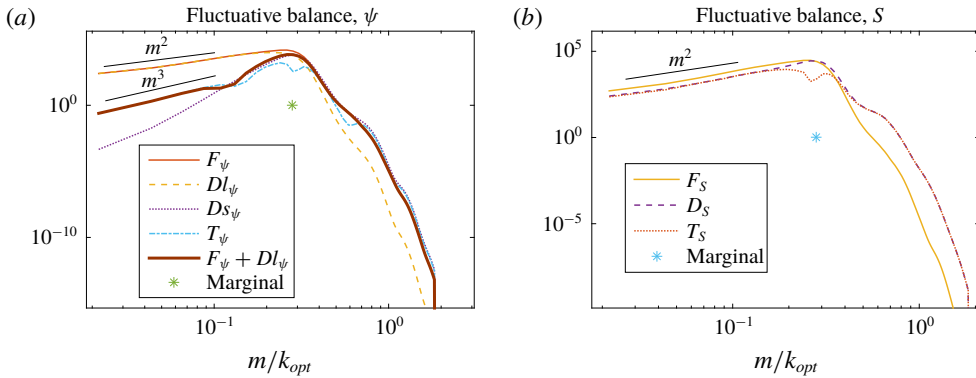 (a) Fluctuative balance, ψ
m²
m³
10⁰
10⁻¹⁰
F_ψ
Dl_ψ
Ds_ψ
T_ψ
F_ψ + Dl_ψ
Marginal
10⁻¹ 10⁰
m/k_opt
(b) Fluctuative balance, S
m²
10⁵
10⁰
10⁻⁵
F_S
D_S
T_S
Marginal
10⁻¹ 10⁰
m/k_opt